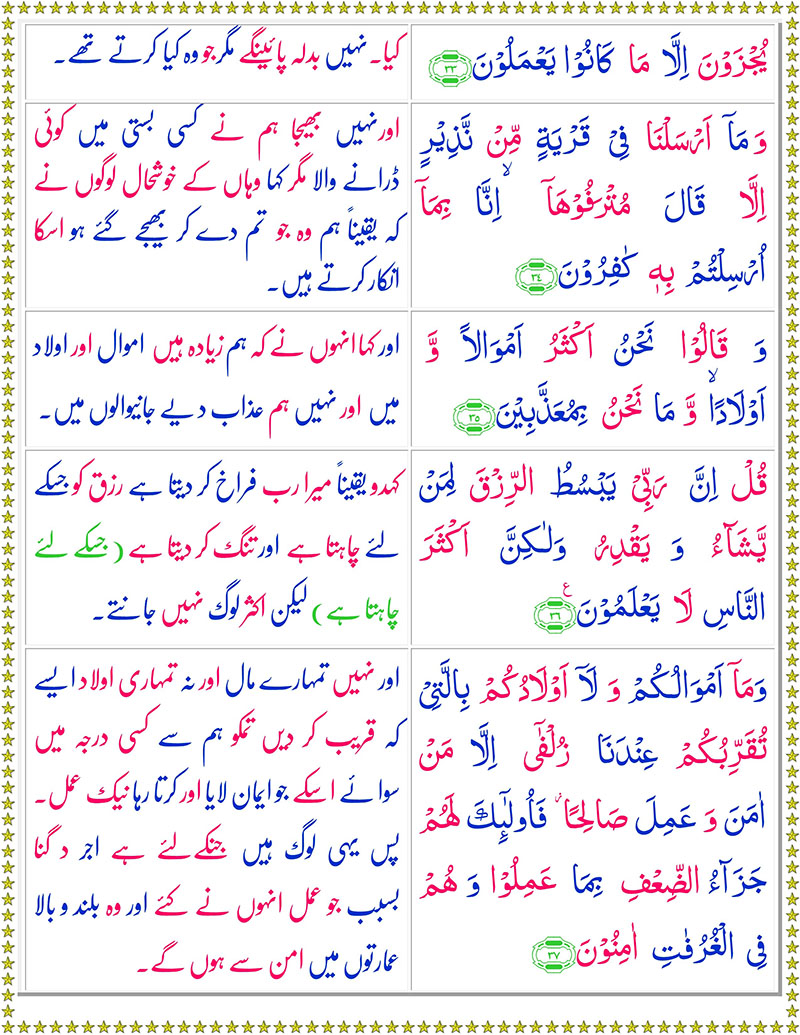 يُجْزَوْنَ اِلَّا مَا كَانُوْا يَعْمَلُوْنَ ﴿٣٣﴾
کیا۔ نہیں بدلہ پائینگے مگر جو وہ کیا کرتے تھے۔
وَ مَاۤ اَرْسَلْنَا فِىْ قَرْيَةٍ مِّنْ نَّذِيْرٍ
اِلَّا قَالَ مُتْرَفُوْهَاۤ ۙ اِنَّا بِمَاۤ
اُرْسِلْتُمْ بِهٖ كٰفِرُوْنَ ﴿٣٤﴾
اور نہیں بھیجا ہم نے کسی بستی میں کوئی
ڈرانے والا مگر کہا وہاں کے خوشحال لوگوں نے
کہ یقیناً ہم وہ جو تم دے کر بھیجے گئے ہو اسکا
انکار کرتے ہیں۔
وَ قَالُوْا نَحْنُ اَكْثَرُ اَمْوَالًا وَّ
اَوْلَادًا ۙ وَّ مَا نَحْنُ بِمُعَذَّبِيْنَ ﴿٣٥﴾
اور کہا انہوں نے کہ ہم زیادہ ہیں اموال اور اولاد
میں اور نہیں ہم عذاب دیے جانیوالوں میں۔
قُلْ اِنَّ رَبِّىْ يَبْسُطُ الرِّزْقَ لِمَنْ
يَّشَآءُ وَ يَقْدِرُ وَلٰكِنَّ اَكْثَرَ
النَّاسِ لَا يَعْلَمُوْنَ ﴿٣٦﴾ ع
کہدو یقیناً میرا رب فراخ کر دیتا ہے رزق کو جسکے
لئے چاہتا ہے اور تنگ کر دیتا ہے (جسکے لئے
چاہتا ہے) لیکن اکثر لوگ نہیں جانتے۔
وَمَاۤ اَمْوَالُكُمْ وَ لَاۤ اَوْلَادُكُمْ بِالَّتِىْ
تُقَرِّبُكُمْ عِنْدَنَا زُلْفٰٓى اِلَّا مَنْ
اٰمَنَ وَ عَمِلَ صَالِحًا ۫ فَاُولٰٓئِكَ لَهُمْ
جَزَآءُ الضِّعْفِ بِمَا عَمِلُوْا وَ هُمْ
فِى الْغُرُفٰتِ اٰمِنُوْنَ ﴿٣٧﴾
اور نہیں تمہارے مال اور نہ تمہاری اولاد ایسے
کہ قریب کر دیں تمکو ہم سے کسی درجہ میں
سوائے اسکے جو ایمان لایا اور کرتا رہا نیک عمل۔
پس یہی لوگ ہیں جنکے لئے ہے اجر دگنا
بسبب جو عمل انہوں نے کئے اور وہ بلند و بالا
عمارتوں میں امن سے ہوں گے۔